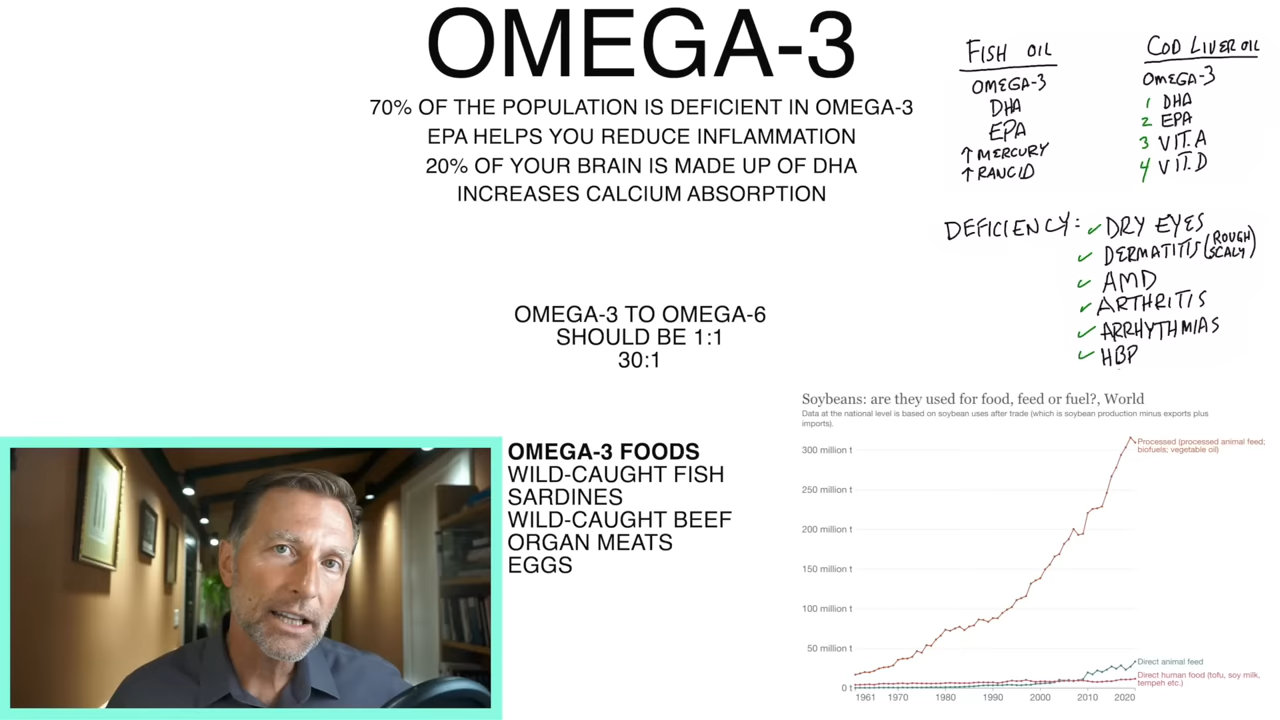 OMEGA-3
70% OF THE POPULATION IS DEFICIENT IN OMEGA-3
EPA HELPS YOU REDUCE INFLAMMATION
20% OF YOUR BRAIN IS MADE UP OF DHA
INCREASES CALCIUM ABSORPTION
FISH OIL
OMEGA-3
DHA
EPA
↑ MERCURY
↑ RANCID
COD LIVER OIL
OMEGA-3
1 DHA
2 EPA
3 VIT. A
4 VIT. D
DEFICIENCY: ✓ DRY EYES
✓ DERMATITIS (ROUGH SCALY)
✓ AMD
✓ ARTHRITIS
✓ ARRHYTHMIAS
✓ HBP
OMEGA-3 TO OMEGA-6
SHOULD BE 1:1
30:1
OMEGA-3 FOODS
WILD-CAUGHT FISH
SARDINES
WILD-CAUGHT BEEF
ORGAN MEATS
EGGS
Soybeans: are they used for food, feed or fuel?, World
Data at the national level is based on soybean uses after trade (which is soybean production minus exports plus
imports).
300 million t
250 million t
200 million t
150 million t
100 million t
50 million t
0 t
Processed (processed animal feed;
biofuels; vegetable oil)
Direct animal feed
Direct human food (tofu, soy milk,
tempeh etc.)
1961 1970 1980 1990 2000 2010 2020